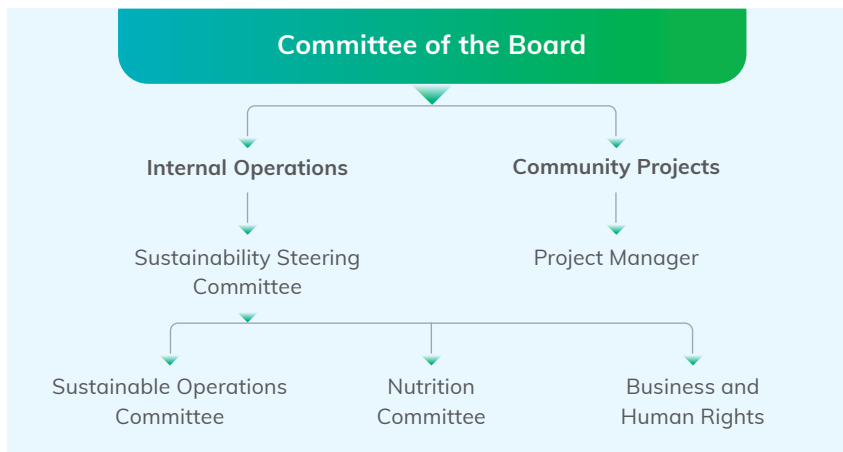 Committee of the Board
Internal Operations
Community Projects
Sustainability Steering
Committee
Project Manager
Sustainable Operations
Committee
Nutrition
Committee
Business and
Human Rights